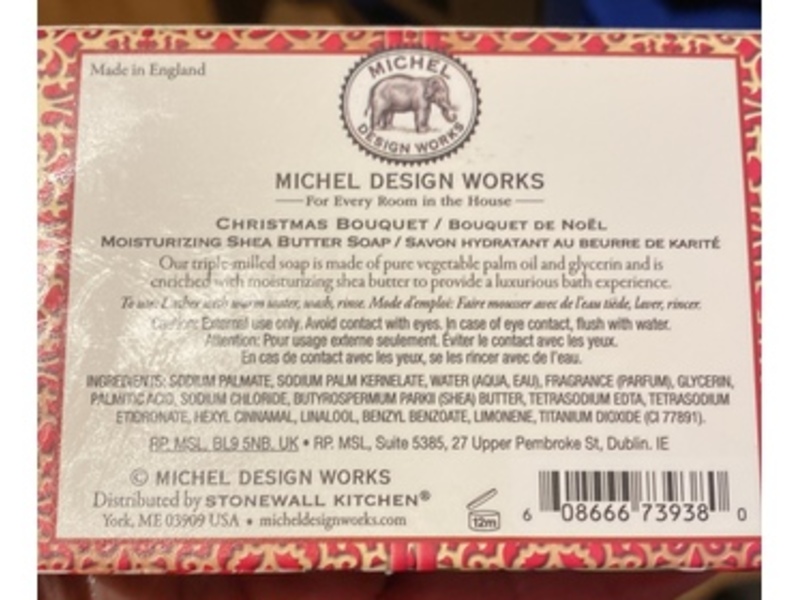 Made in England
MICHEL
DESIGN WORKS
MICHEL DESIGN WORKS
For Every Room in the House
CHRISTMAS BOUQUET / BOUQUET DE NOËL
MOISTURIZING SHEA BUTTER SOAP / SAVON HYDRATANT AU BEURRE DE KARITÉ
Our triple-milled soap is made of pure vegetable palm oil and glycerin and is
enriched with moisturizing shea butter to provide a luxurious bath experience.
To use: Lather with warm water, wash, rinse. Mode d'emploi: Faire mousser avec de l'eau tiède, laver, rincer.
Caution: External use only. Avoid contact with eyes. In case of eye contact, flush with water.
Attention: Pour usage externe seulement. Éviter le contact avec les yeux.
En cas de contact avec les yeux, se les rincer avec de l'eau.
INGREDIENTS: SODIUM PALMATE, SODIUM PALM KERNELATE, WATER (AQUA, EAU), FRAGRANCE (PARFUM), GLYCERIN,
PALMITIC ACID, SODIUM CHLORIDE, BUTYROSPERMUM PARKII (SHEA) BUTTER, TETRASODIUM EDTA, TETRASODIUM
ETIDRONATE, HEXYL CINNAMAL, LINALOOL, BENZYL BENZOATE, LIMONENE, TITANIUM DIOXIDE (CI 77891).
RP. MSL, BL9 5NB, UK • RP. MSL, Suite 5385, 27 Upper Pembroke St, Dublin. IE
© MICHEL DESIGN WORKS
Distributed by STONEWALL KITCHEN®
York, ME 03909 USA • micheldesignworks.com
12m
6 08666 73938 0